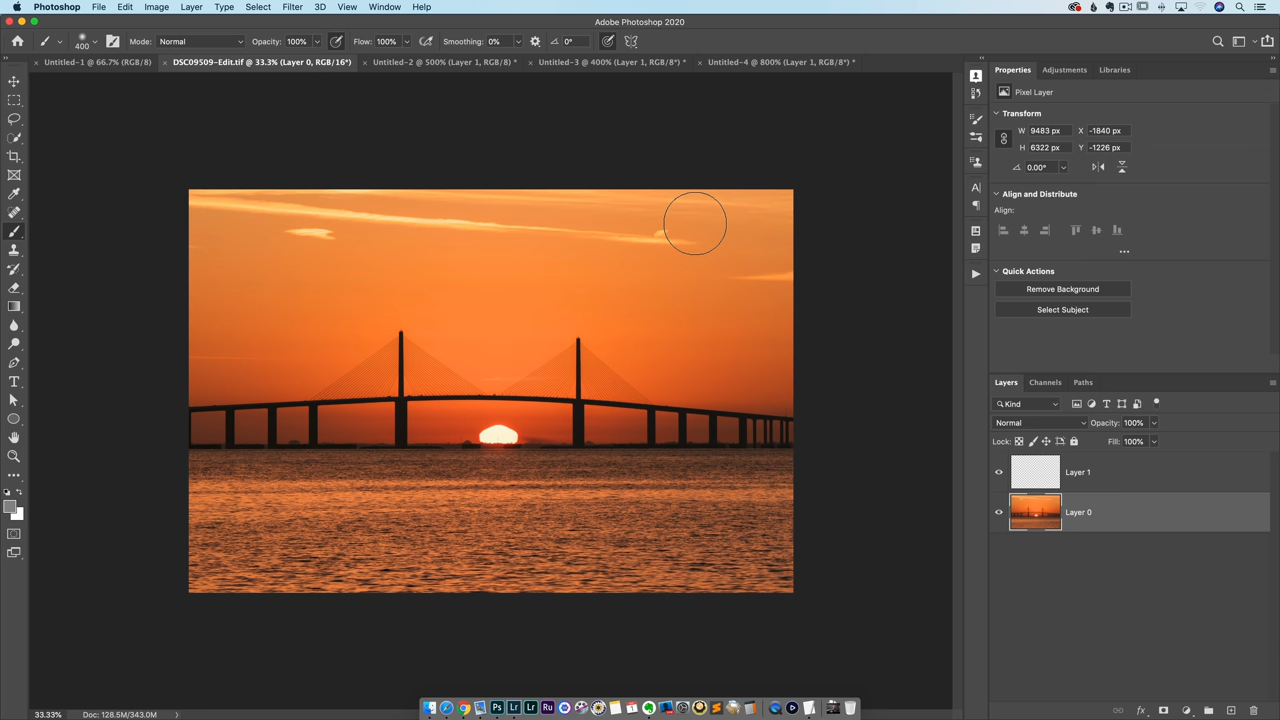 Photoshop File Edit Image Layer Type Select Filter 3D View Window Help
Adobe Photoshop 2020
400 Mode: Normal Opacity: 100% Flow: 100% Smoothing: 0% 0°
Untitled-1 @ 66.7% (RGB/8) × DSC09509-Edit.tif @ 33.3% (Layer 0, RGB/16*) × Untitled-2 @ 500% (Layer 1, RGB/8) * × Untitled-3 @ 400% (Layer 1, RGB/8*) * × Untitled-4 @ 800% (Layer 1, RGB/8*) *
Properties Adjustments Libraries
Pixel Layer
Transform
W 9483 px X -1840 px
H 6322 px Y -1226 px
0.00°
Align and Distribute
Align:
Quick Actions
Remove Background
Select Subject
Layers Channels Paths
Kind
Normal Opacity: 100%
Lock: Fill: 100%
Layer 1
Layer 0
Ps Lr Lr Ru
33.33% Doc: 128.5M/343.0M